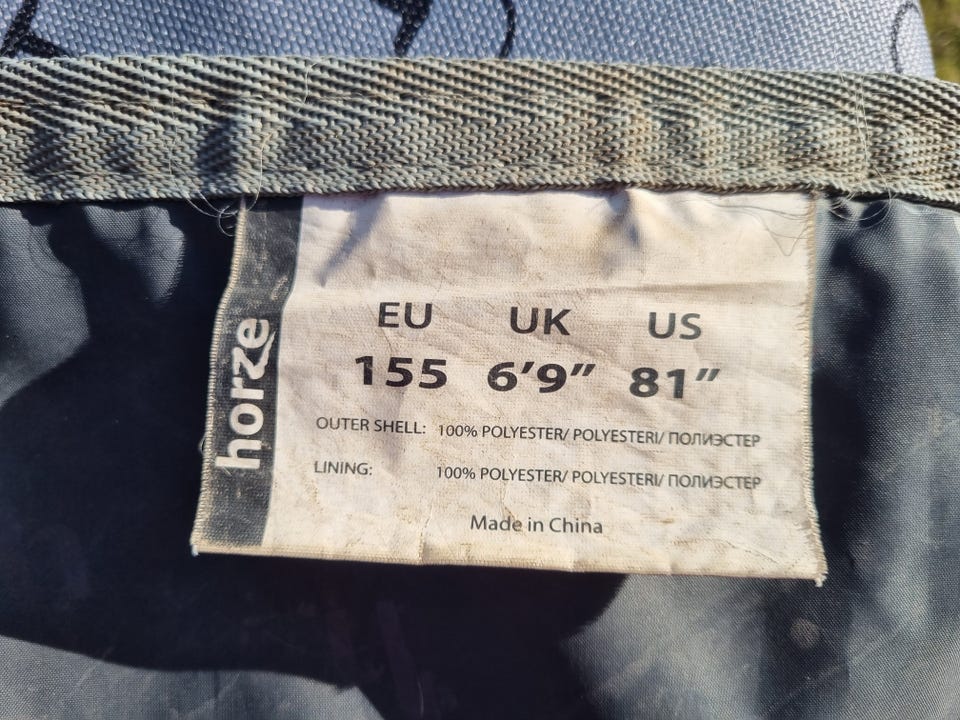 horze
EU UK US
155 6’9” 81”
OUTER SHELL: 100% POLYESTER/ POLYESTERI/ ПОЛИЭСТЕР
LINING: 100% POLYESTER/ POLYESTERI/ ПОЛИЭСТЕР
Made in China